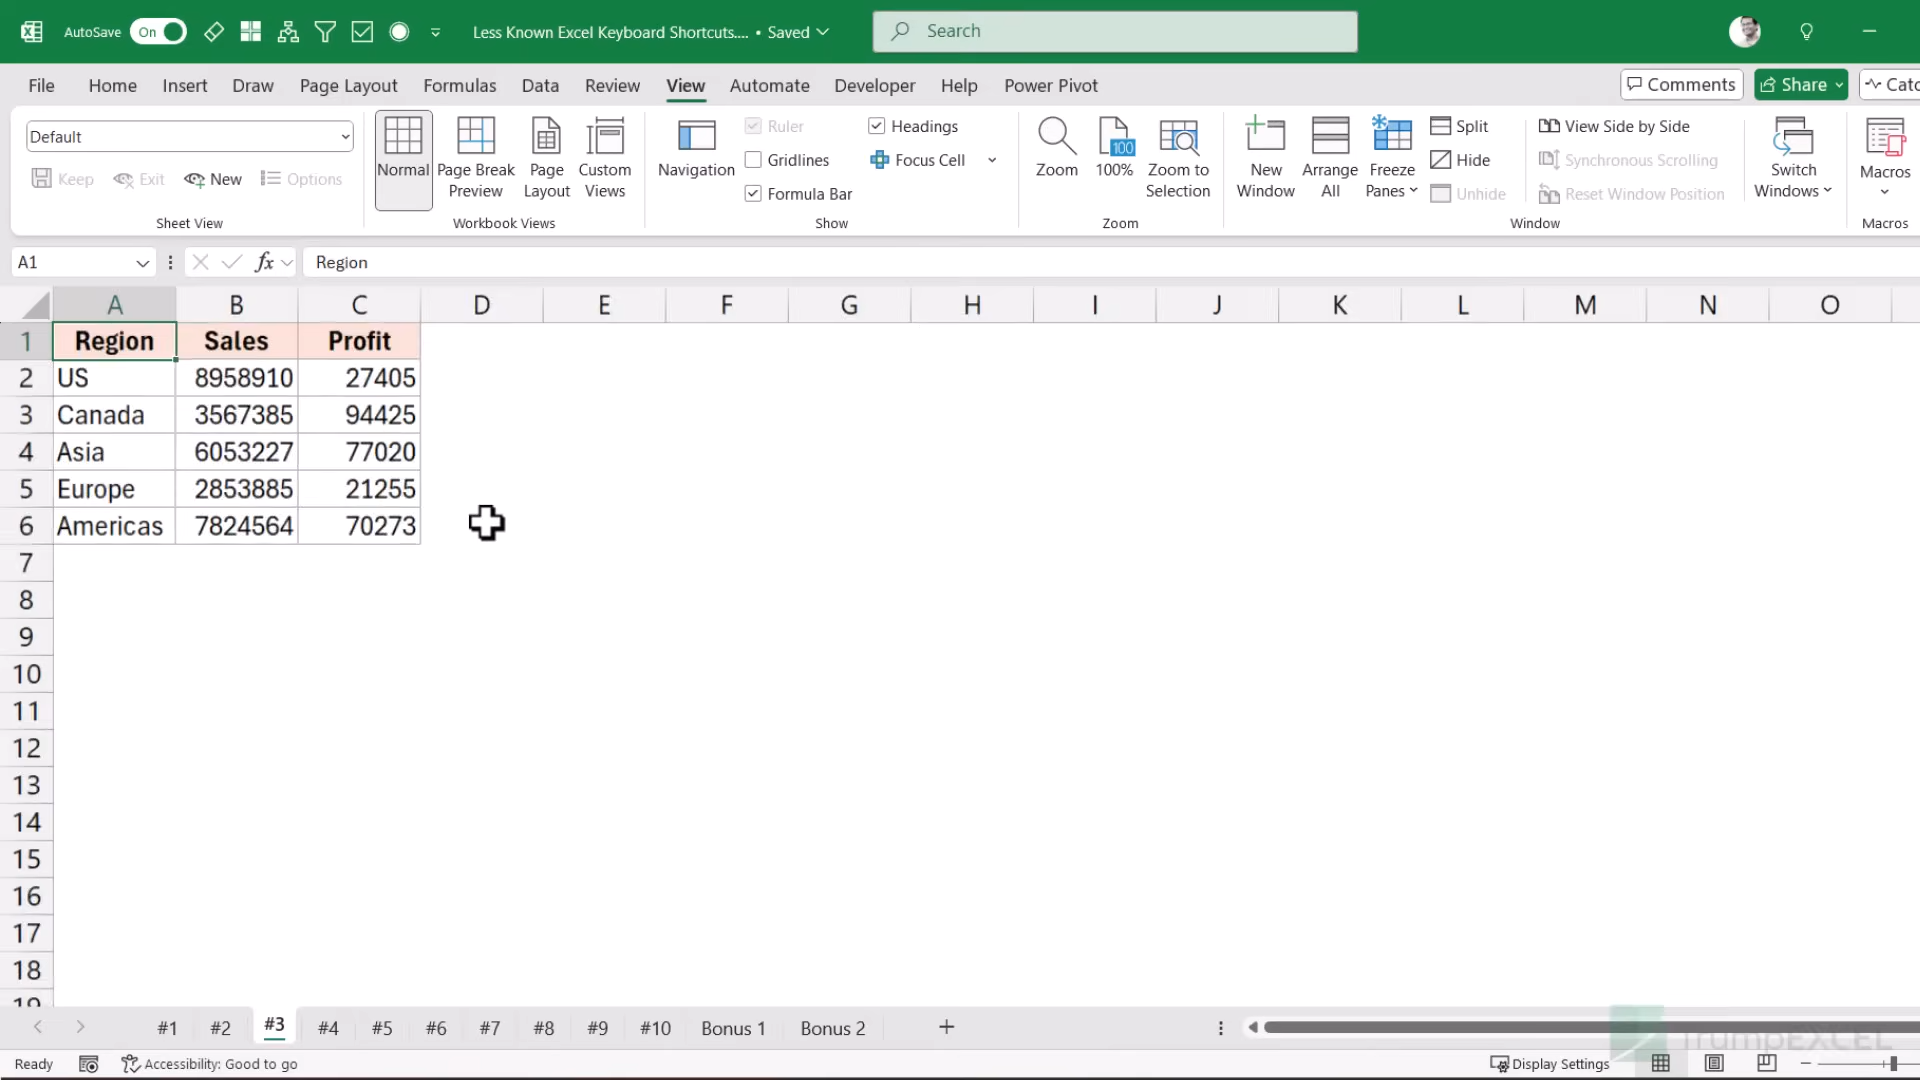 AutoSave On Less Known Excel Keyboard Shortcuts.... • Saved Search
File Home Insert Draw Page Layout Formulas Data Review View Automate Developer Help Power Pivot Comments Share Catc
Default
Keep Exit New Options
Sheet View
Normal Page Break Preview Page Layout Custom Views
Workbook Views
Navigation Ruler Headings
Gridlines Focus Cell
Formula Bar
Show
Zoom 100 100% Zoom to Selection
Zoom
New Window Arrange All Freeze Panes Split
Hide
Unhide
View Side by Side
Synchronous Scrolling
Reset Window Position
Switch Windows
Window
Macros
Macros
A1 fx Region
A B C D E F G H I J K L M N O
1 Region Sales Profit
2 US 8958910 27405
3 Canada 3567385 94425
4 Asia 6053227 77020
5 Europe 2853885 21255
6 Americas 7824564 70273
7
8
9
10
11
12
13
14
15
16
17
18
19
#1 #2 #3 #4 #5 #6 #7 #8 #9 #10 Bonus 1 Bonus 2
TrumpEXCEL
Ready Accessibility: Good to go Display Settings